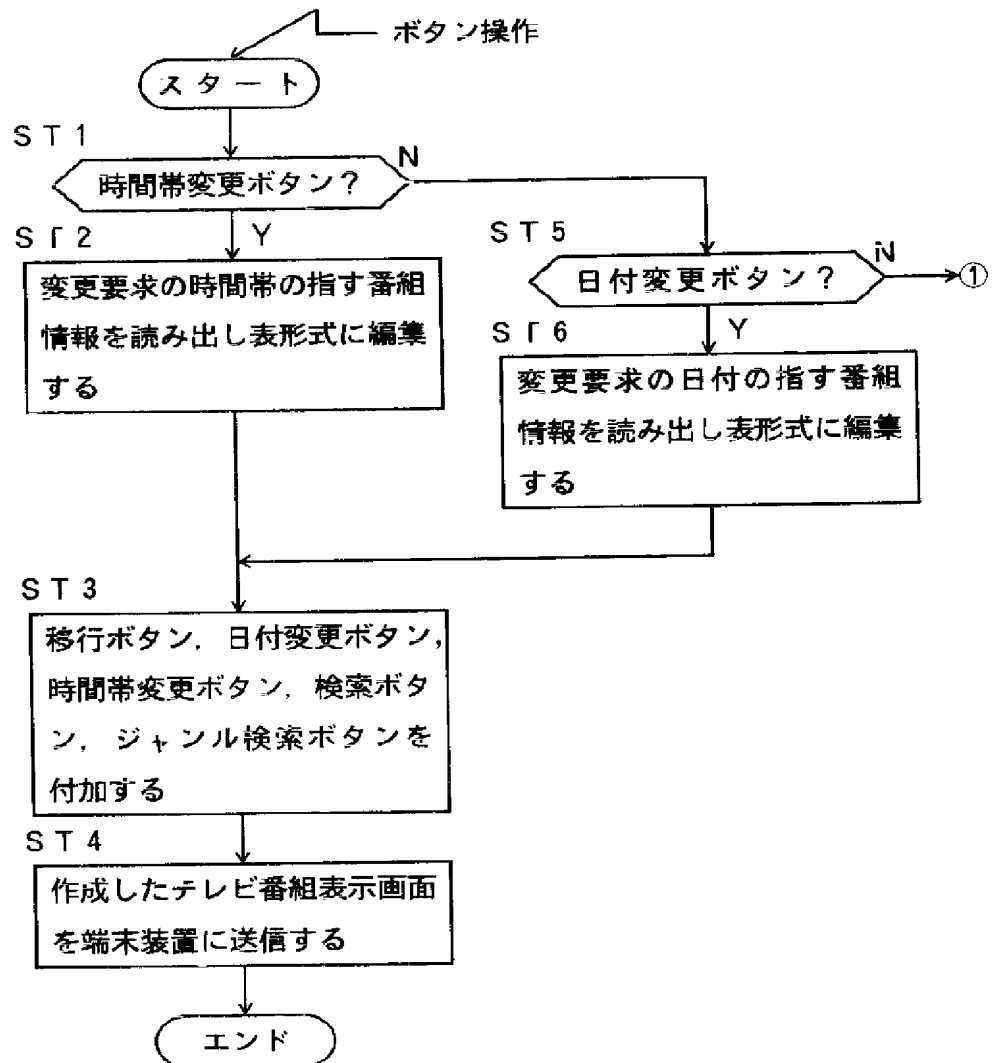 ボタン操作
スタート
ST1
時間帯変更ボタン?
N
Y
ST2
変更要求の時間帯の指す番組
情報を読み出し表形式に編集
する
ST5
日付変更ボタン?
N
①
Y
ST6
変更要求の日付の指す番組
情報を読み出し表形式に編集
する
ST3
移行ボタン,日付変更ボタン,
時間帯変更ボタン,検索ボタ
ン,ジャンル検索ボタンを
付加する
ST4
作成したテレビ番組表示画面
を端末装置に送信する
エンド